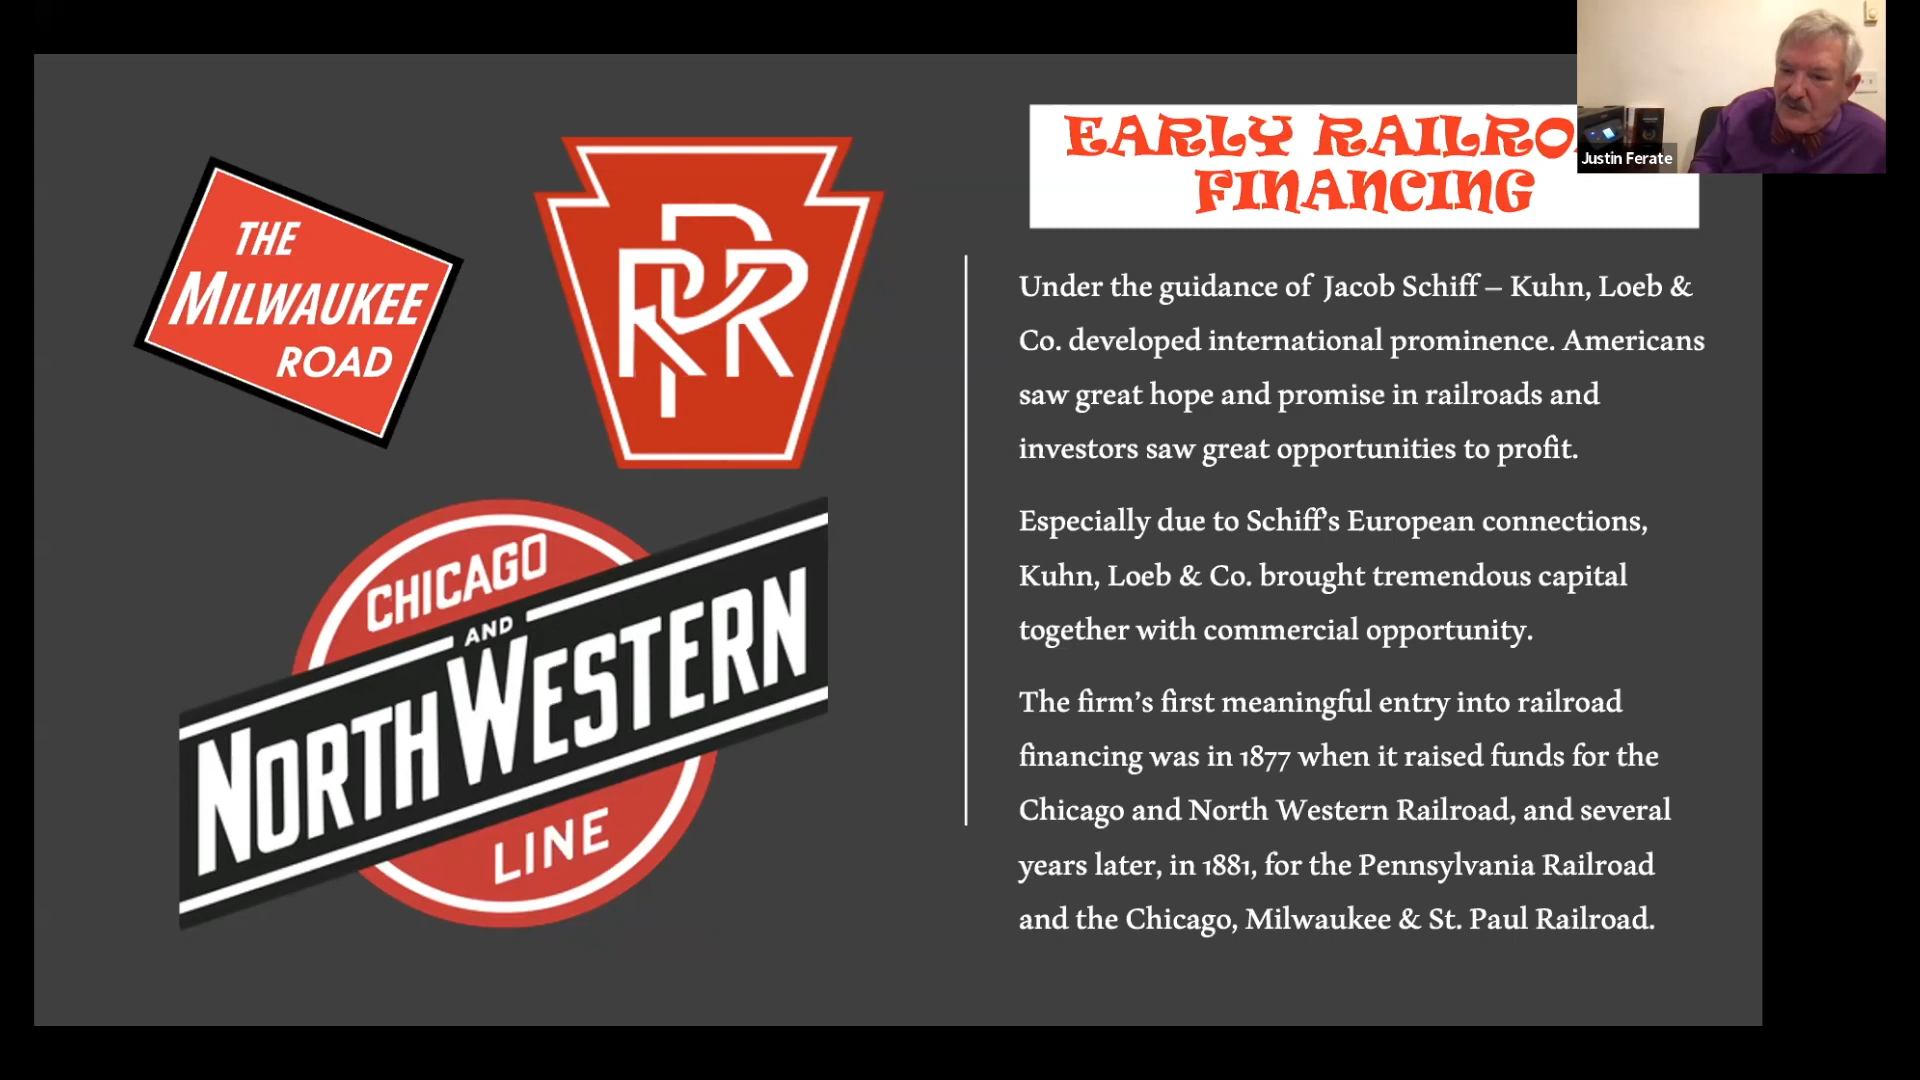 THE
MILWAUKEE
ROAD
PRR
CHICAGO
AND
NORTH WESTERN
LINE
EARLY RAILRO
FINANCING
Justin Ferate
Under the guidance of Jacob Schiff – Kuhn, Loeb &
Co. developed international prominence. Americans
saw great hope and promise in railroads and
investors saw great opportunities to profit.
Especially due to Schiff's European connections,
Kuhn, Loeb & Co. brought tremendous capital
together with commercial opportunity.
The firm's first meaningful entry into railroad
financing was in 1877 when it raised funds for the
Chicago and North Western Railroad, and several
years later, in 1881, for the Pennsylvania Railroad
and the Chicago, Milwaukee & St. Paul Railroad.